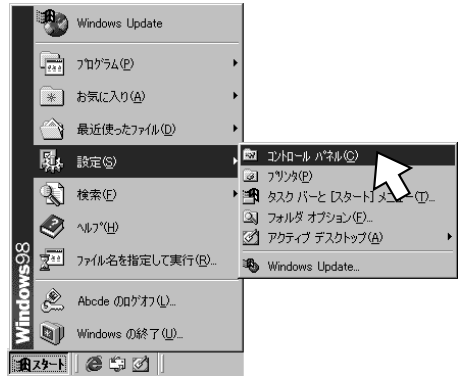 Windows Update
ﾌﾟﾛｸﾞﾗﾑ(P)
お気に入り(A)
最近使ったﾌｧｲﾙ(D)
設定(S)
検索(F)
ﾍﾙﾌﾟ(H)
ﾌｧｲﾙ名を指定して実行(R)...
Abcde のﾛｸﾞｵﾌ(L)...
Windows の終了(U)...
Windows98
スタート
ｺﾝﾄﾛｰﾙ ﾊﾟﾈﾙ(C)
ﾌﾟﾘﾝﾀ(P)
タスク バーと [スタート] メニュー(T)...
フォルダ オプション(F)...
アクティブ デスクトップ(A)
Windows Update...